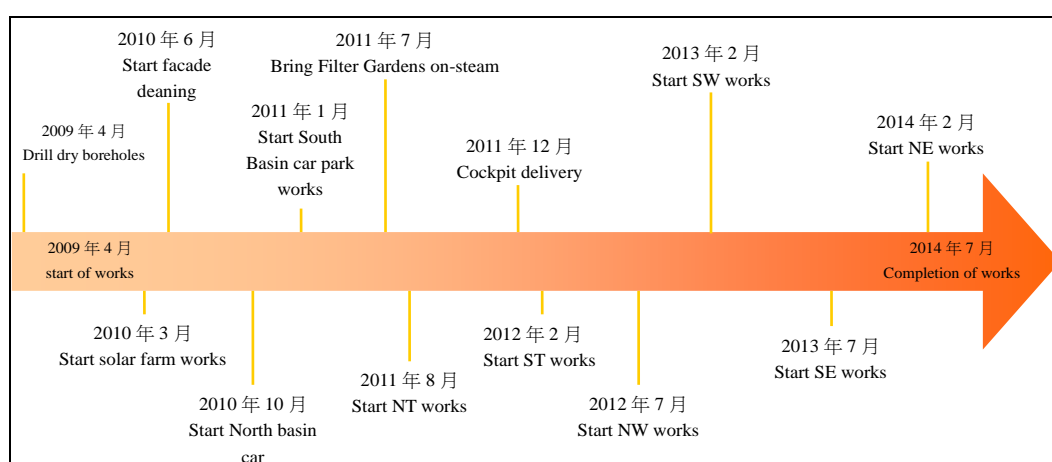 2010 年 6 月
Start facade
deaning
2011 年 7 月
Bring Filter Gardens on-steam
2013 年 2 月
Start SW works
2011 年 1 月
Start South
Basin car park
works
2009 年 4 月
Drill dry boreholes
2011 年 12 月
Cockpit delivery
2014 年 2 月
Start NE works
2009 年 4 月
start of works
2014 年 7 月
Completion of works
2010 年 3 月
Start solar farm works
2012 年 2 月
Start ST works
2013 年 7 月
Start SE works
2010 年 10 月
Start North basin
car
2011 年 8 月
Start NT works
2012 年 7 月
Start NW works